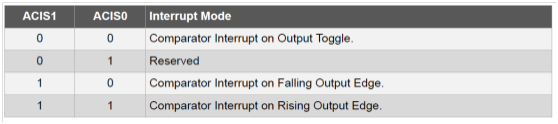 ACIS1 ACIS0 Interrupt Mode
0 0 Comparator Interrupt on Output Toggle.
0 1 Reserved
1 0 Comparator Interrupt on Falling Output Edge.
1 1 Comparator Interrupt on Rising Output Edge.